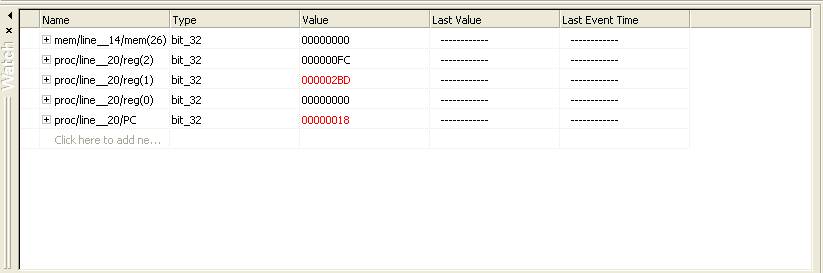 Name Type Value Last Value Last Event Time
mem/line__14/mem(26) bit_32 00000000 ------------ ------------
proc/line__20/reg(2) bit_32 000000FC ------------ ------------
proc/line__20/reg(1) bit_32 000002BD ------------ ------------
proc/line__20/reg(0) bit_32 00000000 ------------ ------------
proc/line__20/PC bit_32 00000018 ------------ ------------
Click here to add ne...
Watch